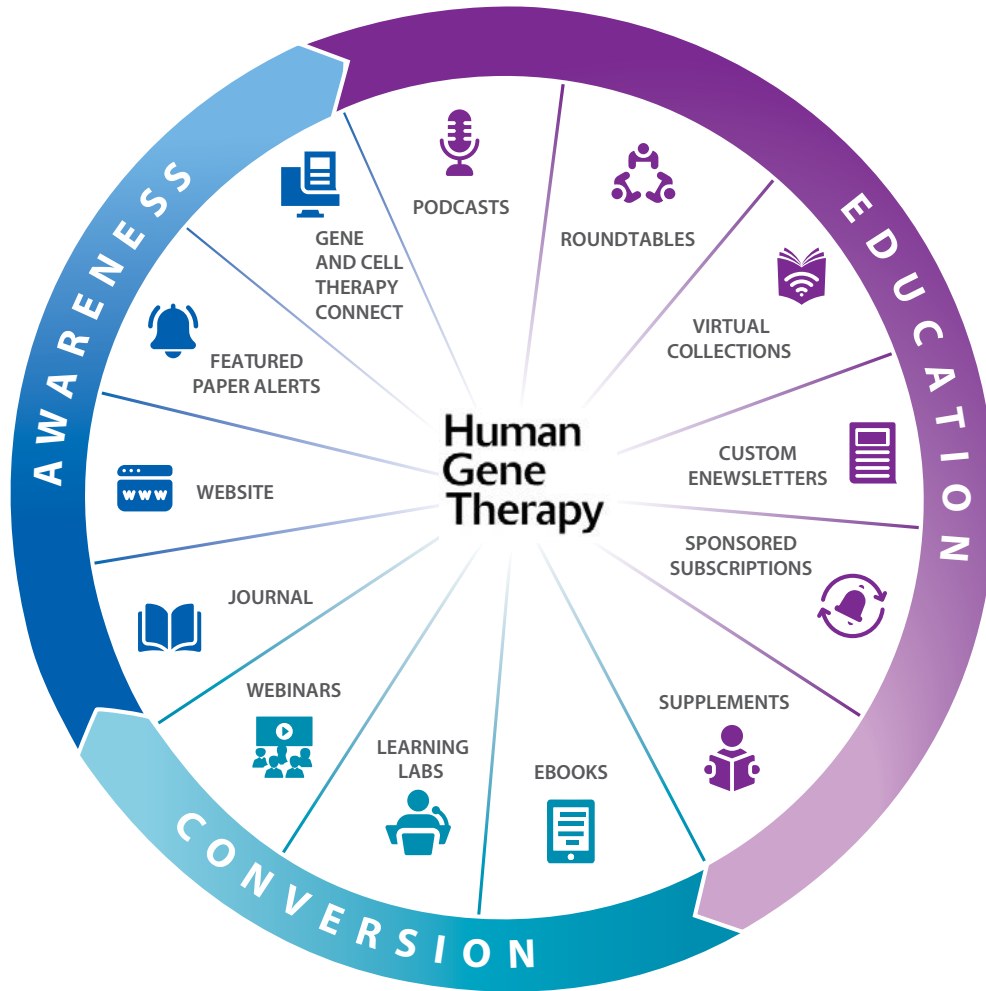 AWARENESS
EDUCATION
CONVERSION
PODCASTS
ROUNDTABLES
VIRTUAL
COLLECTIONS
CUSTOM
ENEWSLETTERS
SPONSORED
SUBSCRIPTIONS
SUPPLEMENTS
EBOOKS
LEARNING
LABS
WEBINARS
JOURNAL
WEBSITE
www
FEATURED
PAPER ALERTS
GENE
AND CELL
THERAPY
CONNECT
Human
Gene
Therapy